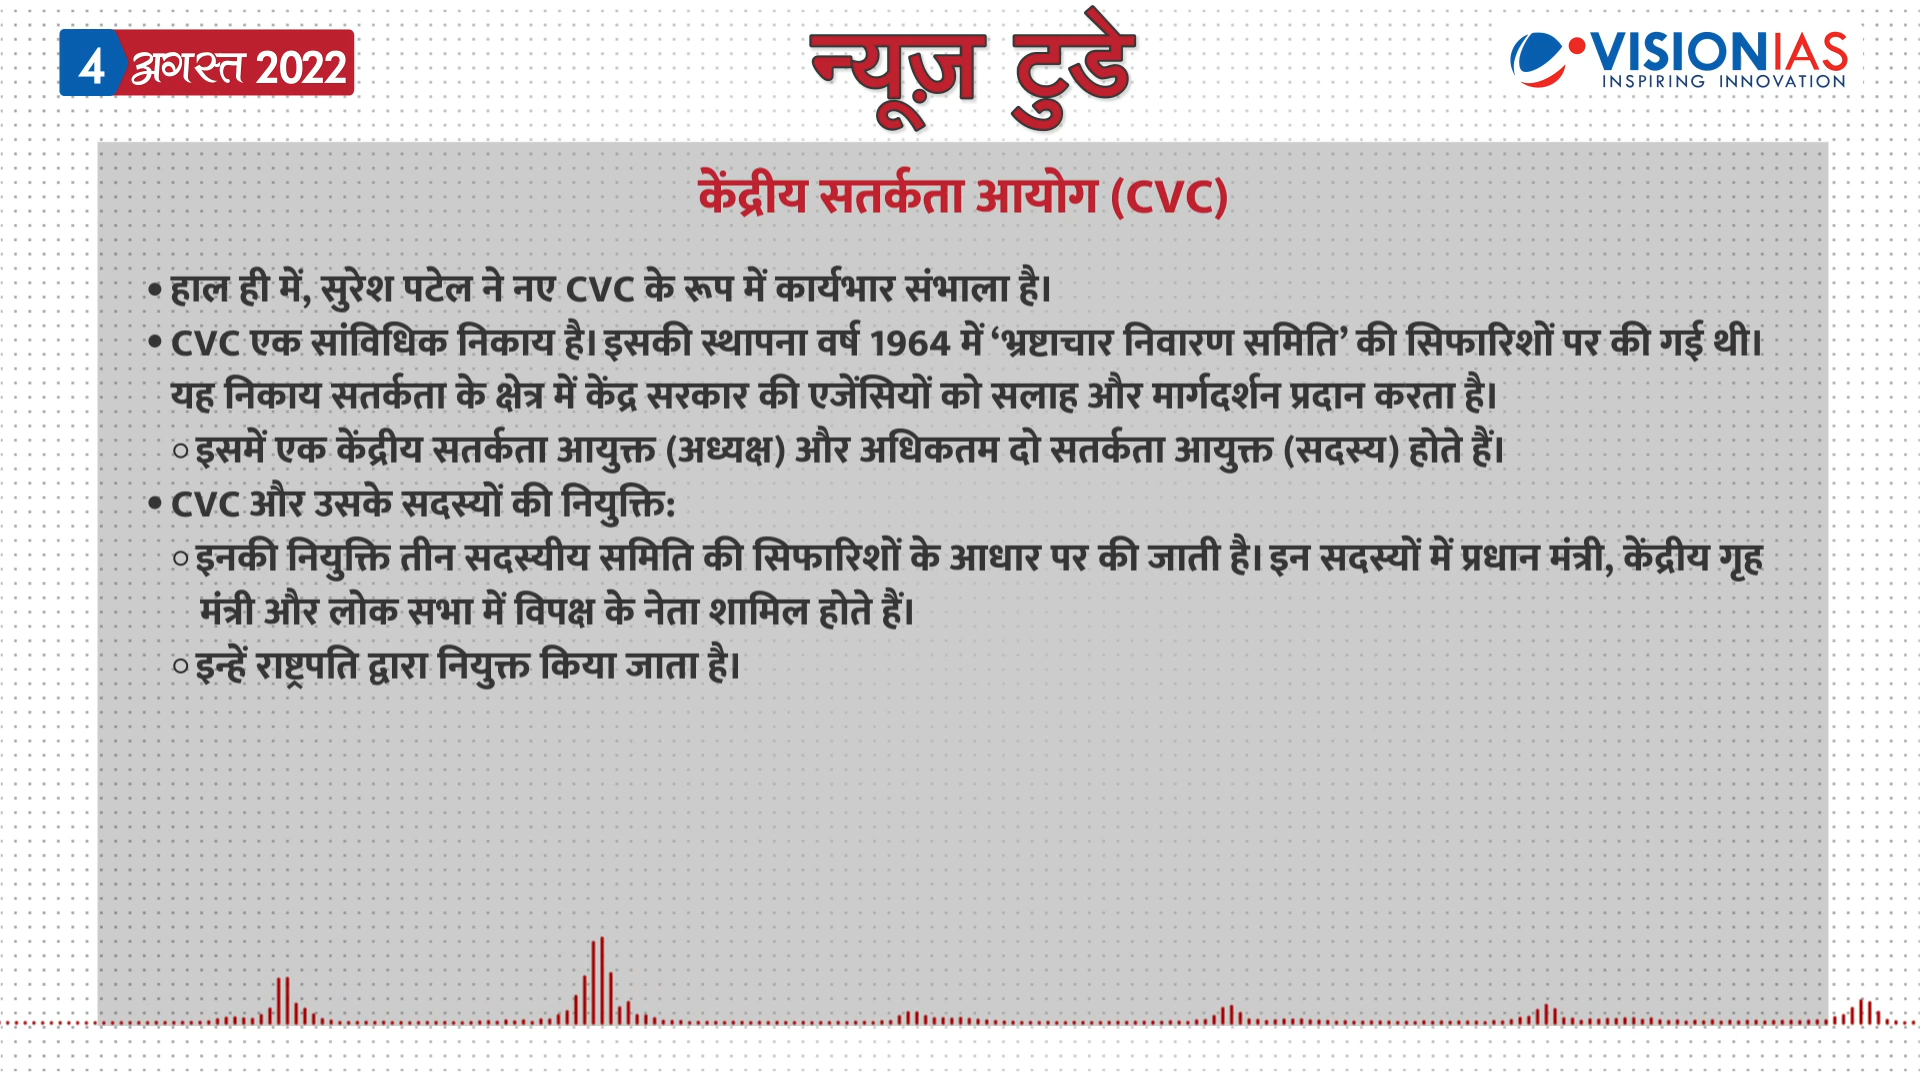 4 अगस्त 2022
न्यूज़ टुडे
VISIONIAS
INSPIRING INNOVATION
केंद्रीय सतर्कता आयोग (CVC)
• हाल ही में, सुरेश पटेल ने नए CVC के रूप में कार्यभार संभाला है।
• CVC एक सांविधिक निकाय है। इसकी स्थापना वर्ष 1964 में ‘भ्रष्टाचार निवारण समिति’ की सिफारिशों पर की गई थी।
यह निकाय सतर्कता के क्षेत्र में केंद्र सरकार की एजेंसियों को सलाह और मार्गदर्शन प्रदान करता है।
○ इसमें एक केंद्रीय सतर्कता आयुक्त (अध्यक्ष) और अधिकतम दो सतर्कता आयुक्त (सदस्य) होते हैं।
• CVC और उसके सदस्यों की नियुक्ति:
○ इनकी नियुक्ति तीन सदस्यीय समिति की सिफारिशों के आधार पर की जाती है। इन सदस्यों में प्रधान मंत्री, केंद्रीय गृह
मंत्री और लोक सभा में विपक्ष के नेता शामिल होते हैं।
○ इन्हें राष्ट्रपति द्वारा नियुक्त किया जाता है।